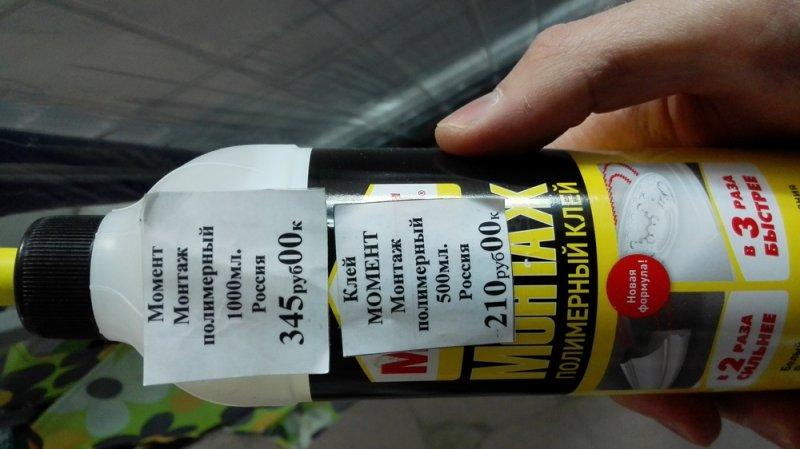 Момент
Монтаж
полимерный
1000мл.
Россия
345руб00к
Клей
МОМЕНТ
Монтаж
полимерный
500мл.
Россия
210руб00к
МОНТАЖ
ПОЛИМЕРНЫЙ КЛЕЙ
Новая
формула!
В 3 РАЗА
БЫСТРЕЕ
В 2 РАЗА
СИЛЬНЕЕ